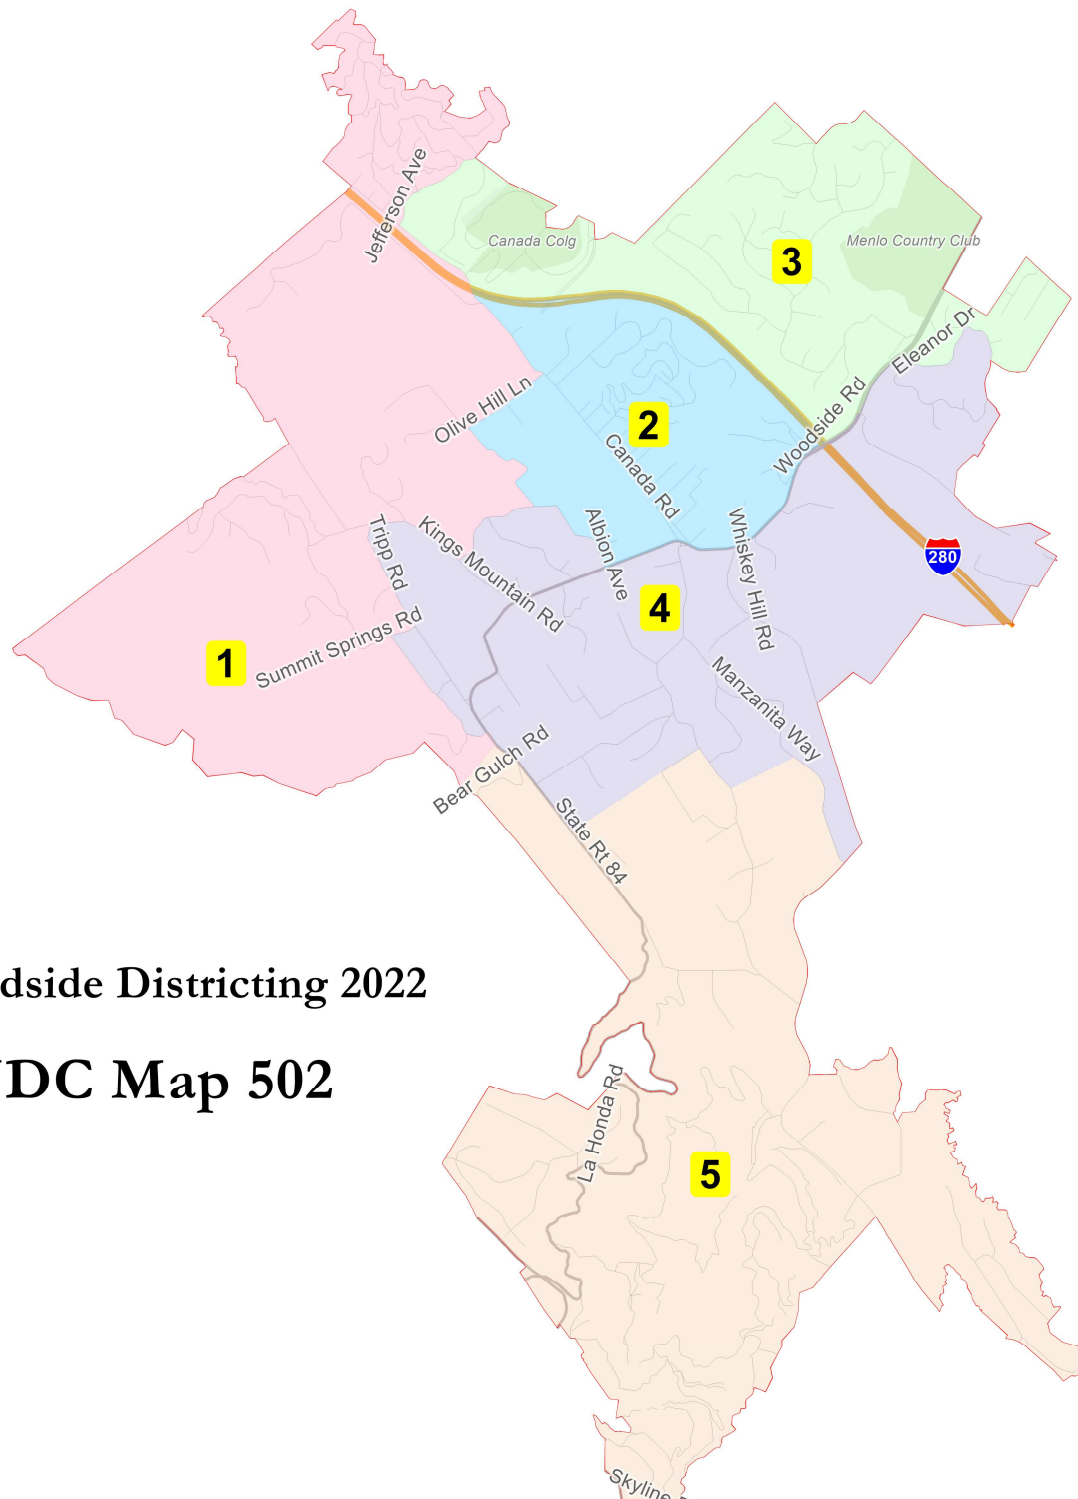 Jefferson Ave
Canada Colg
3
Menlo Country Club
Eleanor Dr
Olive Hill Ln
2
Woodside Rd
Canada Rd
Tripp Rd
Kings Mountain Rd
Albion Ave
Whiskey Hill Rd
280
4
Summit Springs Rd
1
Manzanita Way
Bear Gulch Rd
State Rt 84
dside Districting 2022
DC Map 502
La Honda Rd
5
Skyline